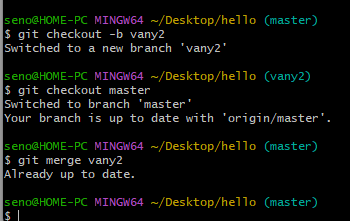 seno@HOME-PC MINGW64 ~/Desktop/hello (master)
$ git checkout -b vany2
Switched to a new branch 'vany2'
seno@HOME-PC MINGW64 ~/Desktop/hello (vany2)
$ git checkout master
Switched to branch 'master'
Your branch is up to date with 'origin/master'.
seno@HOME-PC MINGW64 ~/Desktop/hello (master)
$ git merge vany2
Already up to date.
seno@HOME-PC MINGW64 ~/Desktop/hello (master)
$